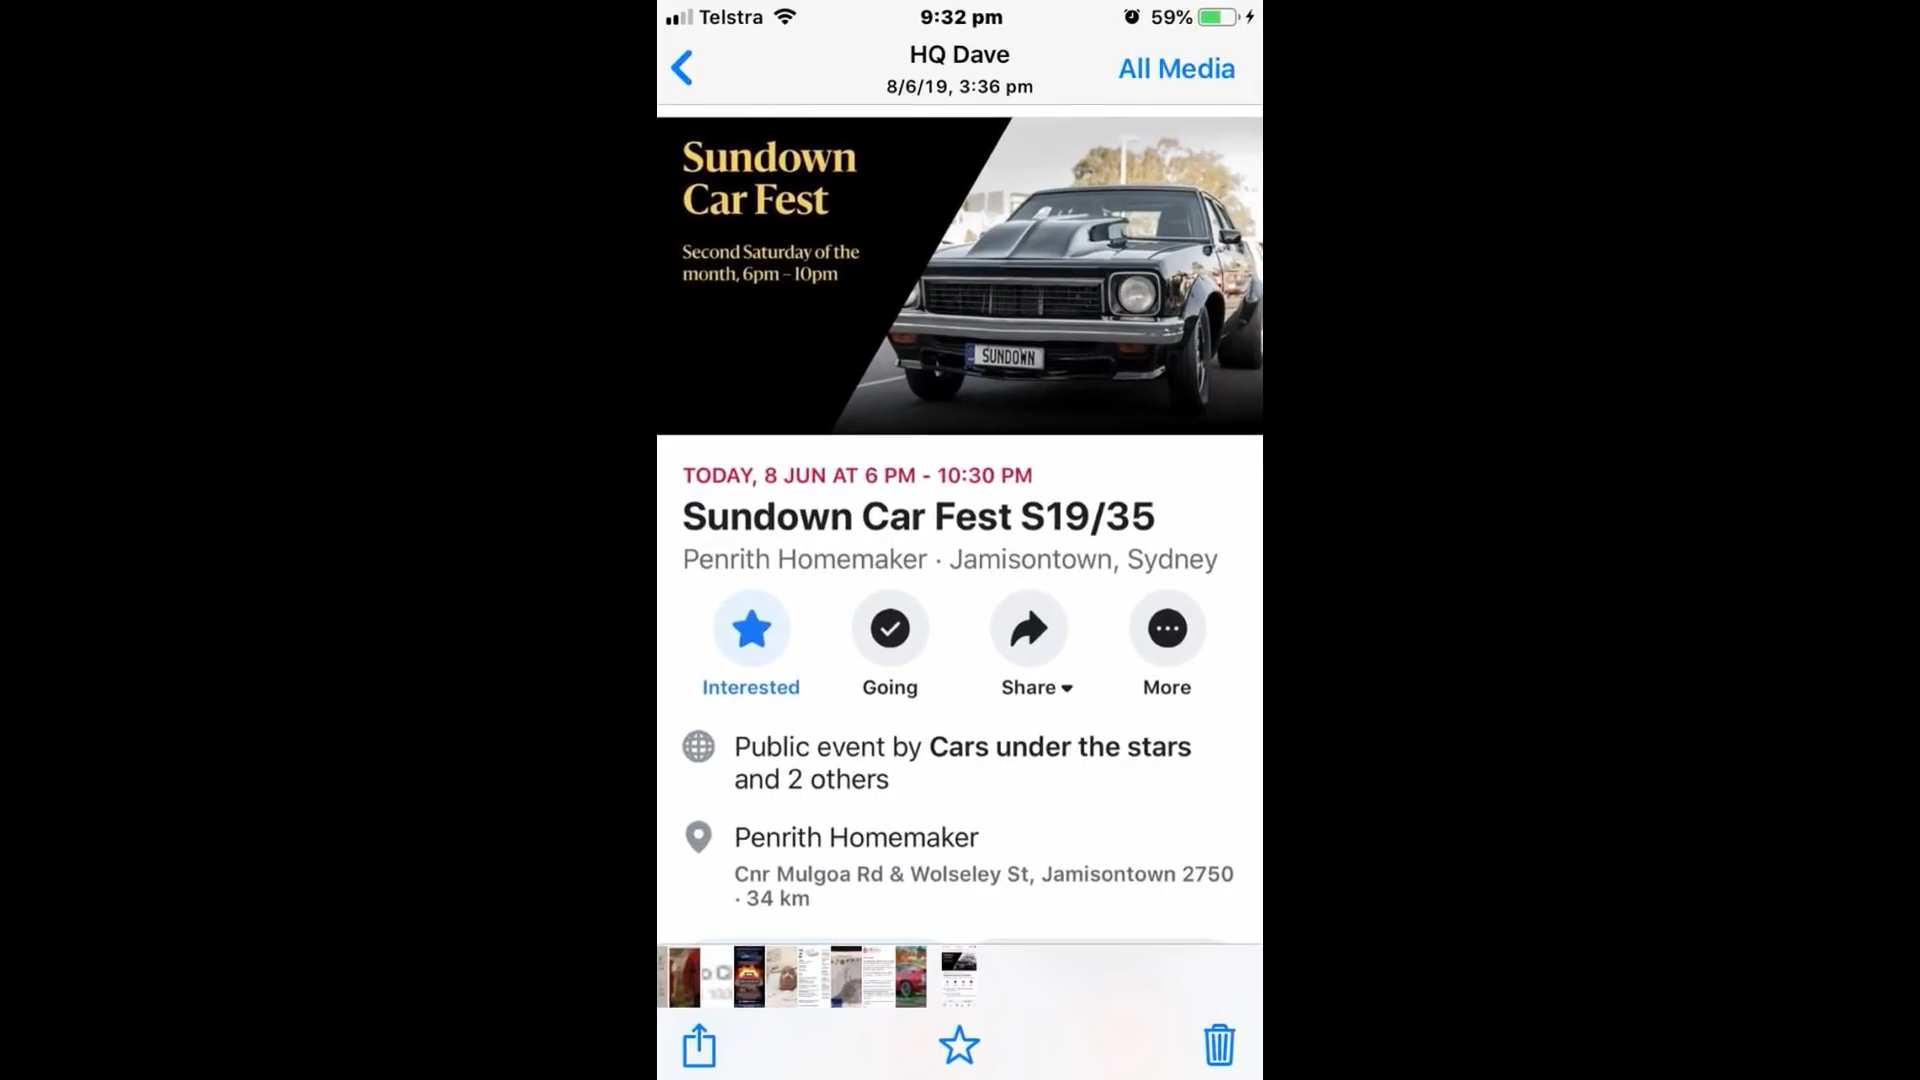 Telstra
9:32 pm
59%
HQ Dave
8/6/19, 3:36 pm
All Media
Sundown
Car Fest
Second Saturday of the
month, 6pm – 10pm
SUNDOWN
TODAY, 8 JUN AT 6 PM - 10:30 PM
Sundown Car Fest S19/35
Penrith Homemaker · Jamisontown, Sydney
Interested
Going
Share
More
Public event by Cars under the stars
and 2 others
Penrith Homemaker
Cnr Mulgoa Rd & Wolseley St, Jamisontown 2750
· 34 km